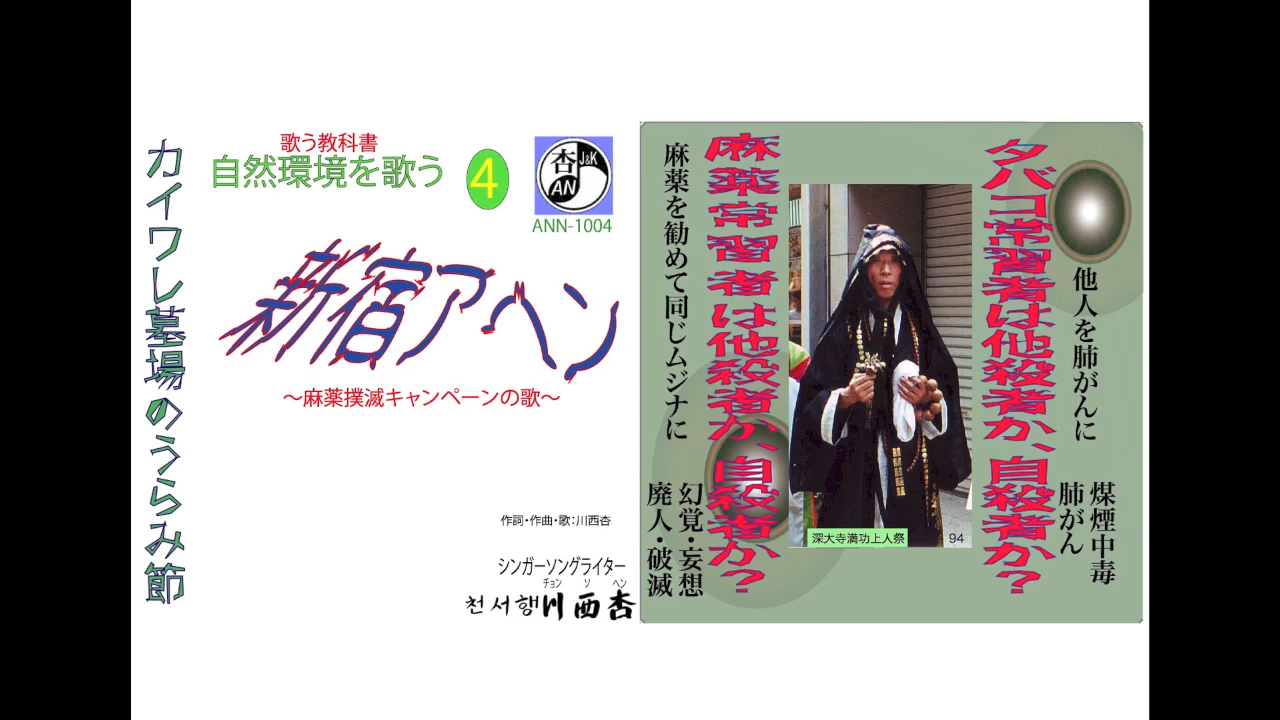 カイワレ墓場のうらみ節
歌う教科書
自然環境を歌う
4
杏
J&K
AN
ANN-1004
新宿アヘン
～麻薬撲滅キャンペーンの歌～
作詞・作曲・歌：川西杏
シンガーソングライター
チョン ソ ヘン
천서행川西杏
タバコ常習者は他殺者か、自殺者か？
他人を肺がんに
煤煙中毒
肺がん
麻薬常習者は他殺者か、自殺者か？
麻薬を勧めて同じムジナに
幻覚・妄想
廃人・破滅
深大寺満功上人祭
94